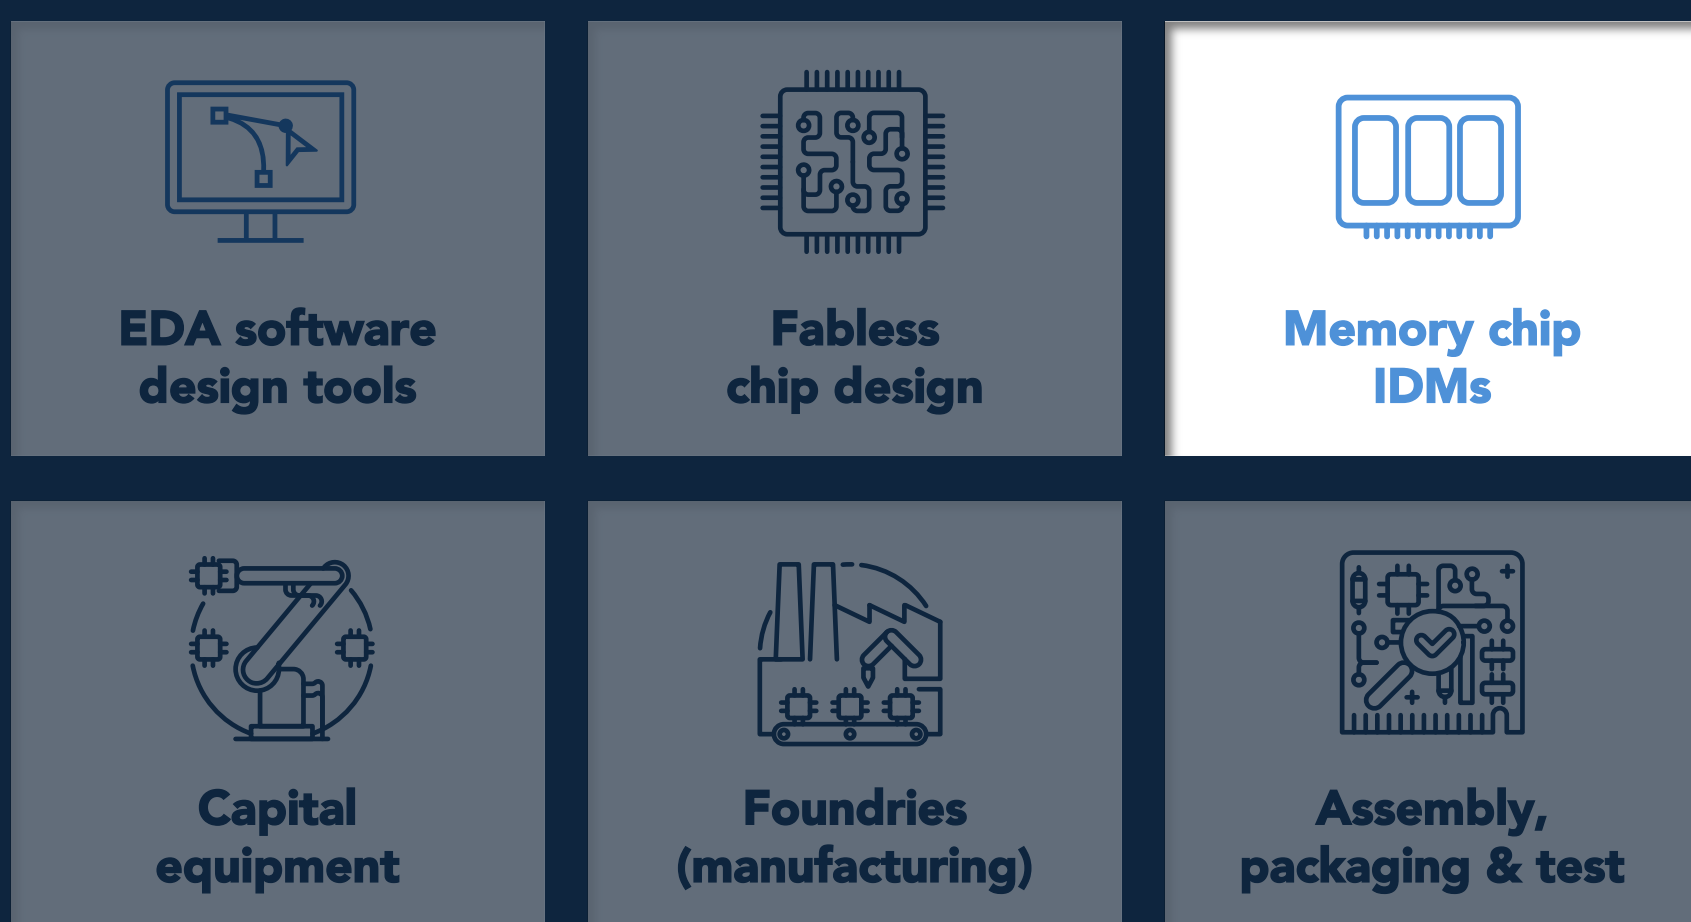 EDA software
design tools
Fabless
chip design
Memory chip
IDMs
Capital
equipment
Foundries
(manufacturing)
Assembly,
packaging & test